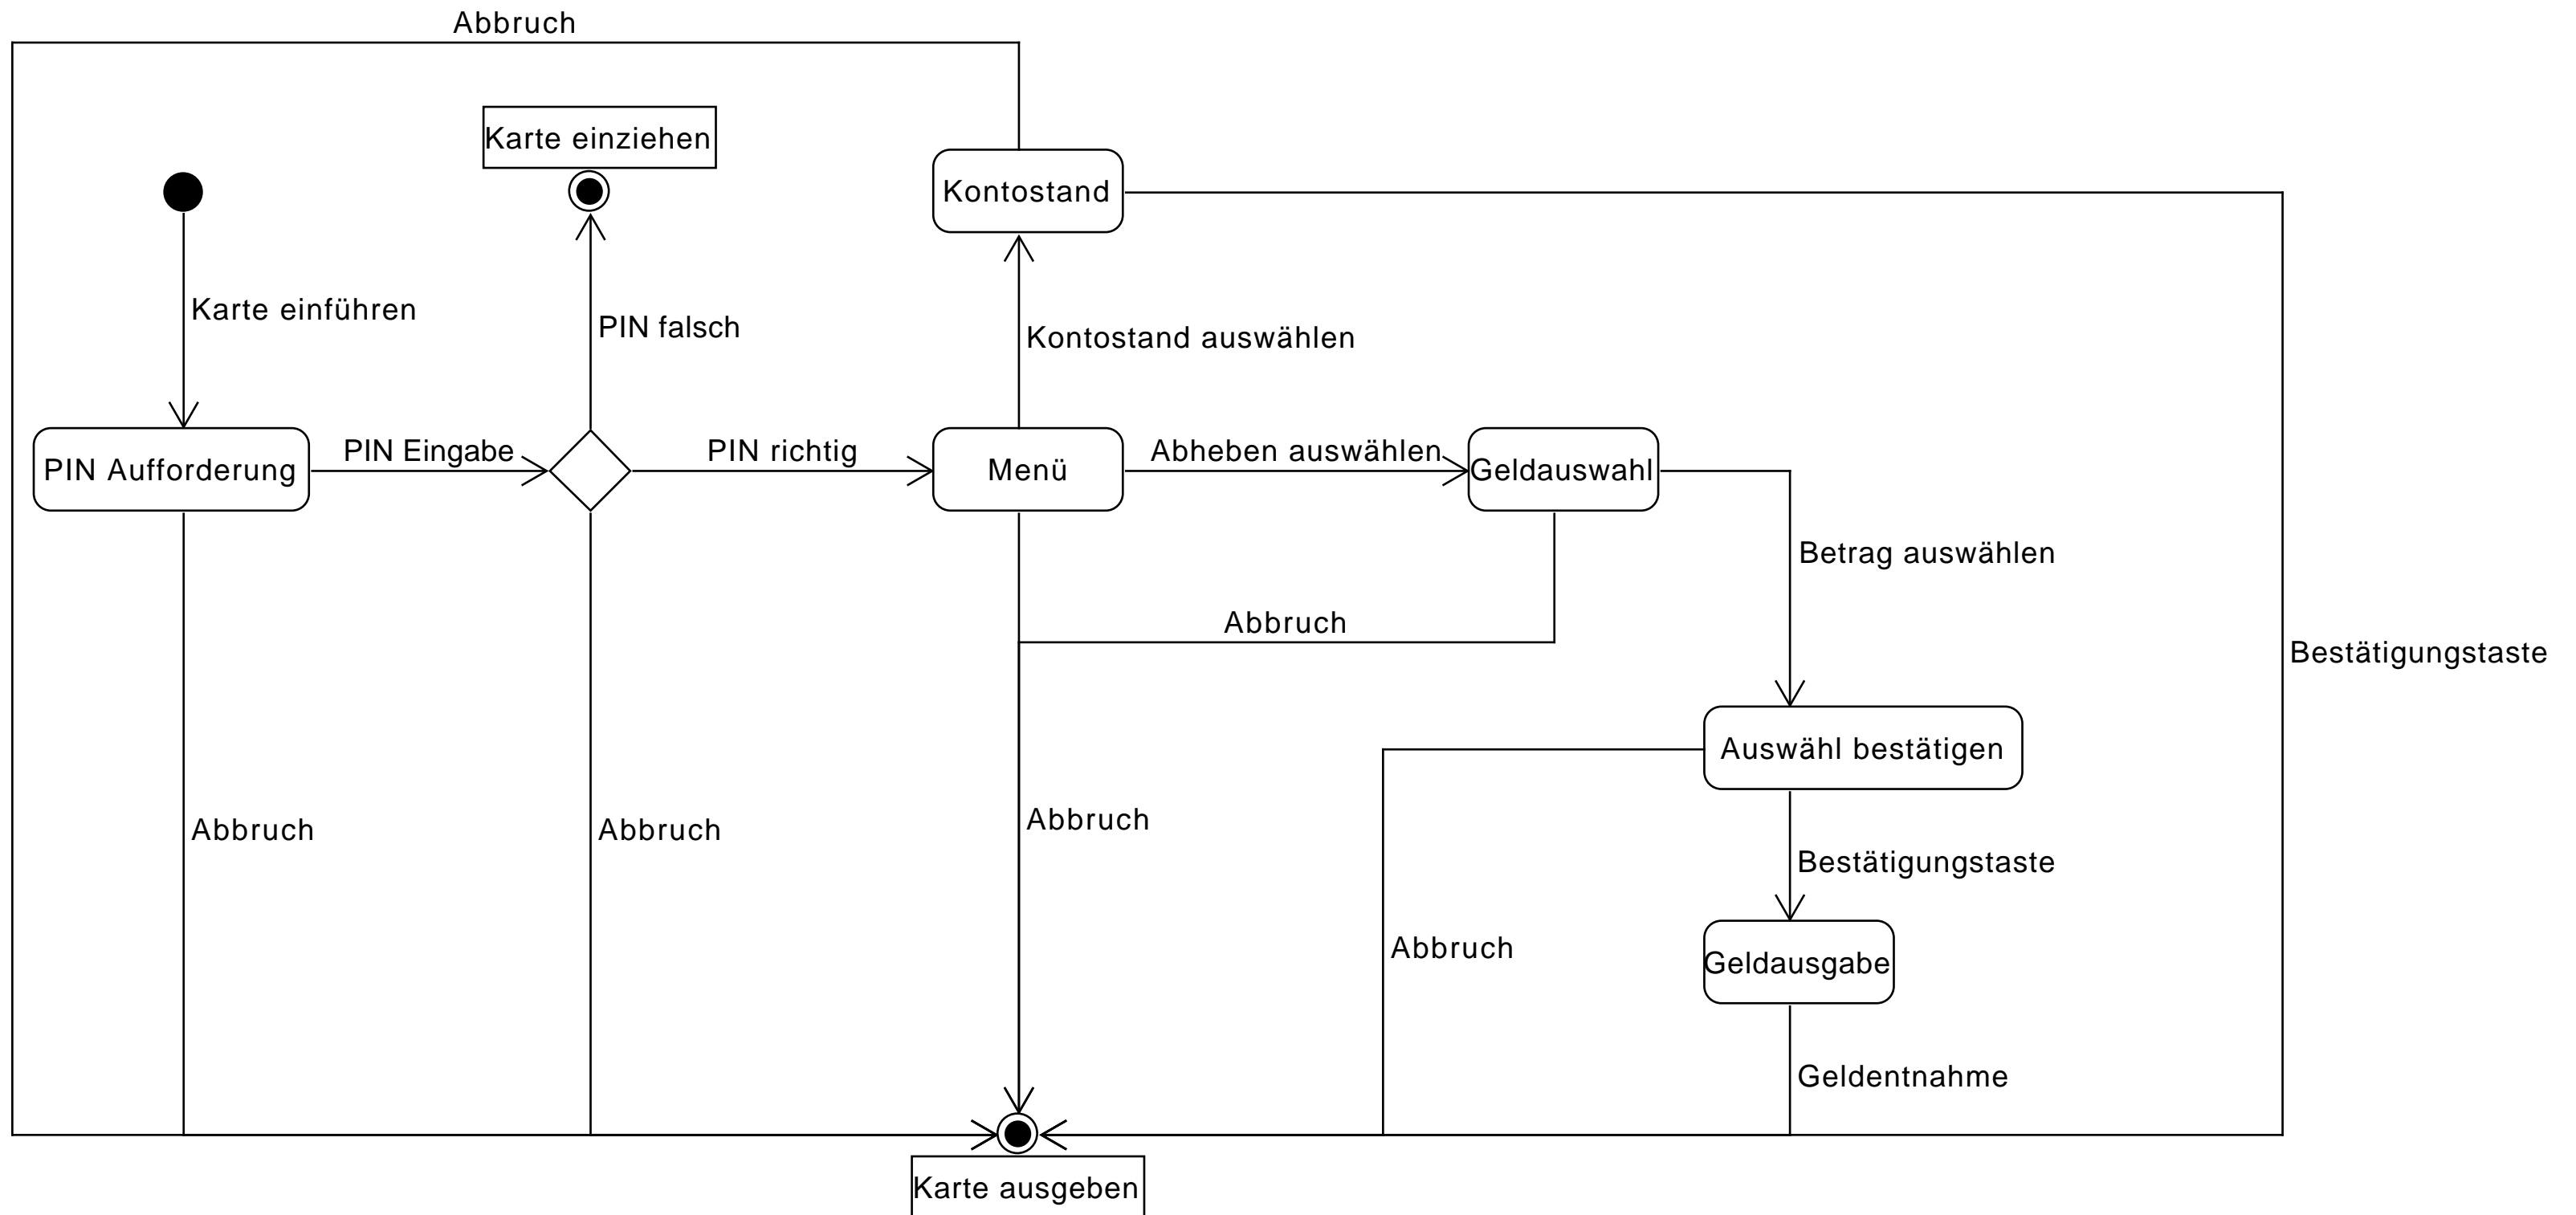 Abbruch
Karte einziehen
Kontostand
Karte einführen
PIN falsch
Kontostand auswählen
PIN Aufforderung
PIN Eingabe
PIN richtig
Menü
Abheben auswählen
Geldauswahl
Betrag auswählen
Abbruch
Bestätigungstaste
Auswähl bestätigen
Abbruch
Abbruch
Abbruch
Bestätigungstaste
Abbruch
Geldausgabe
Geldentnahme
Karte ausgeben